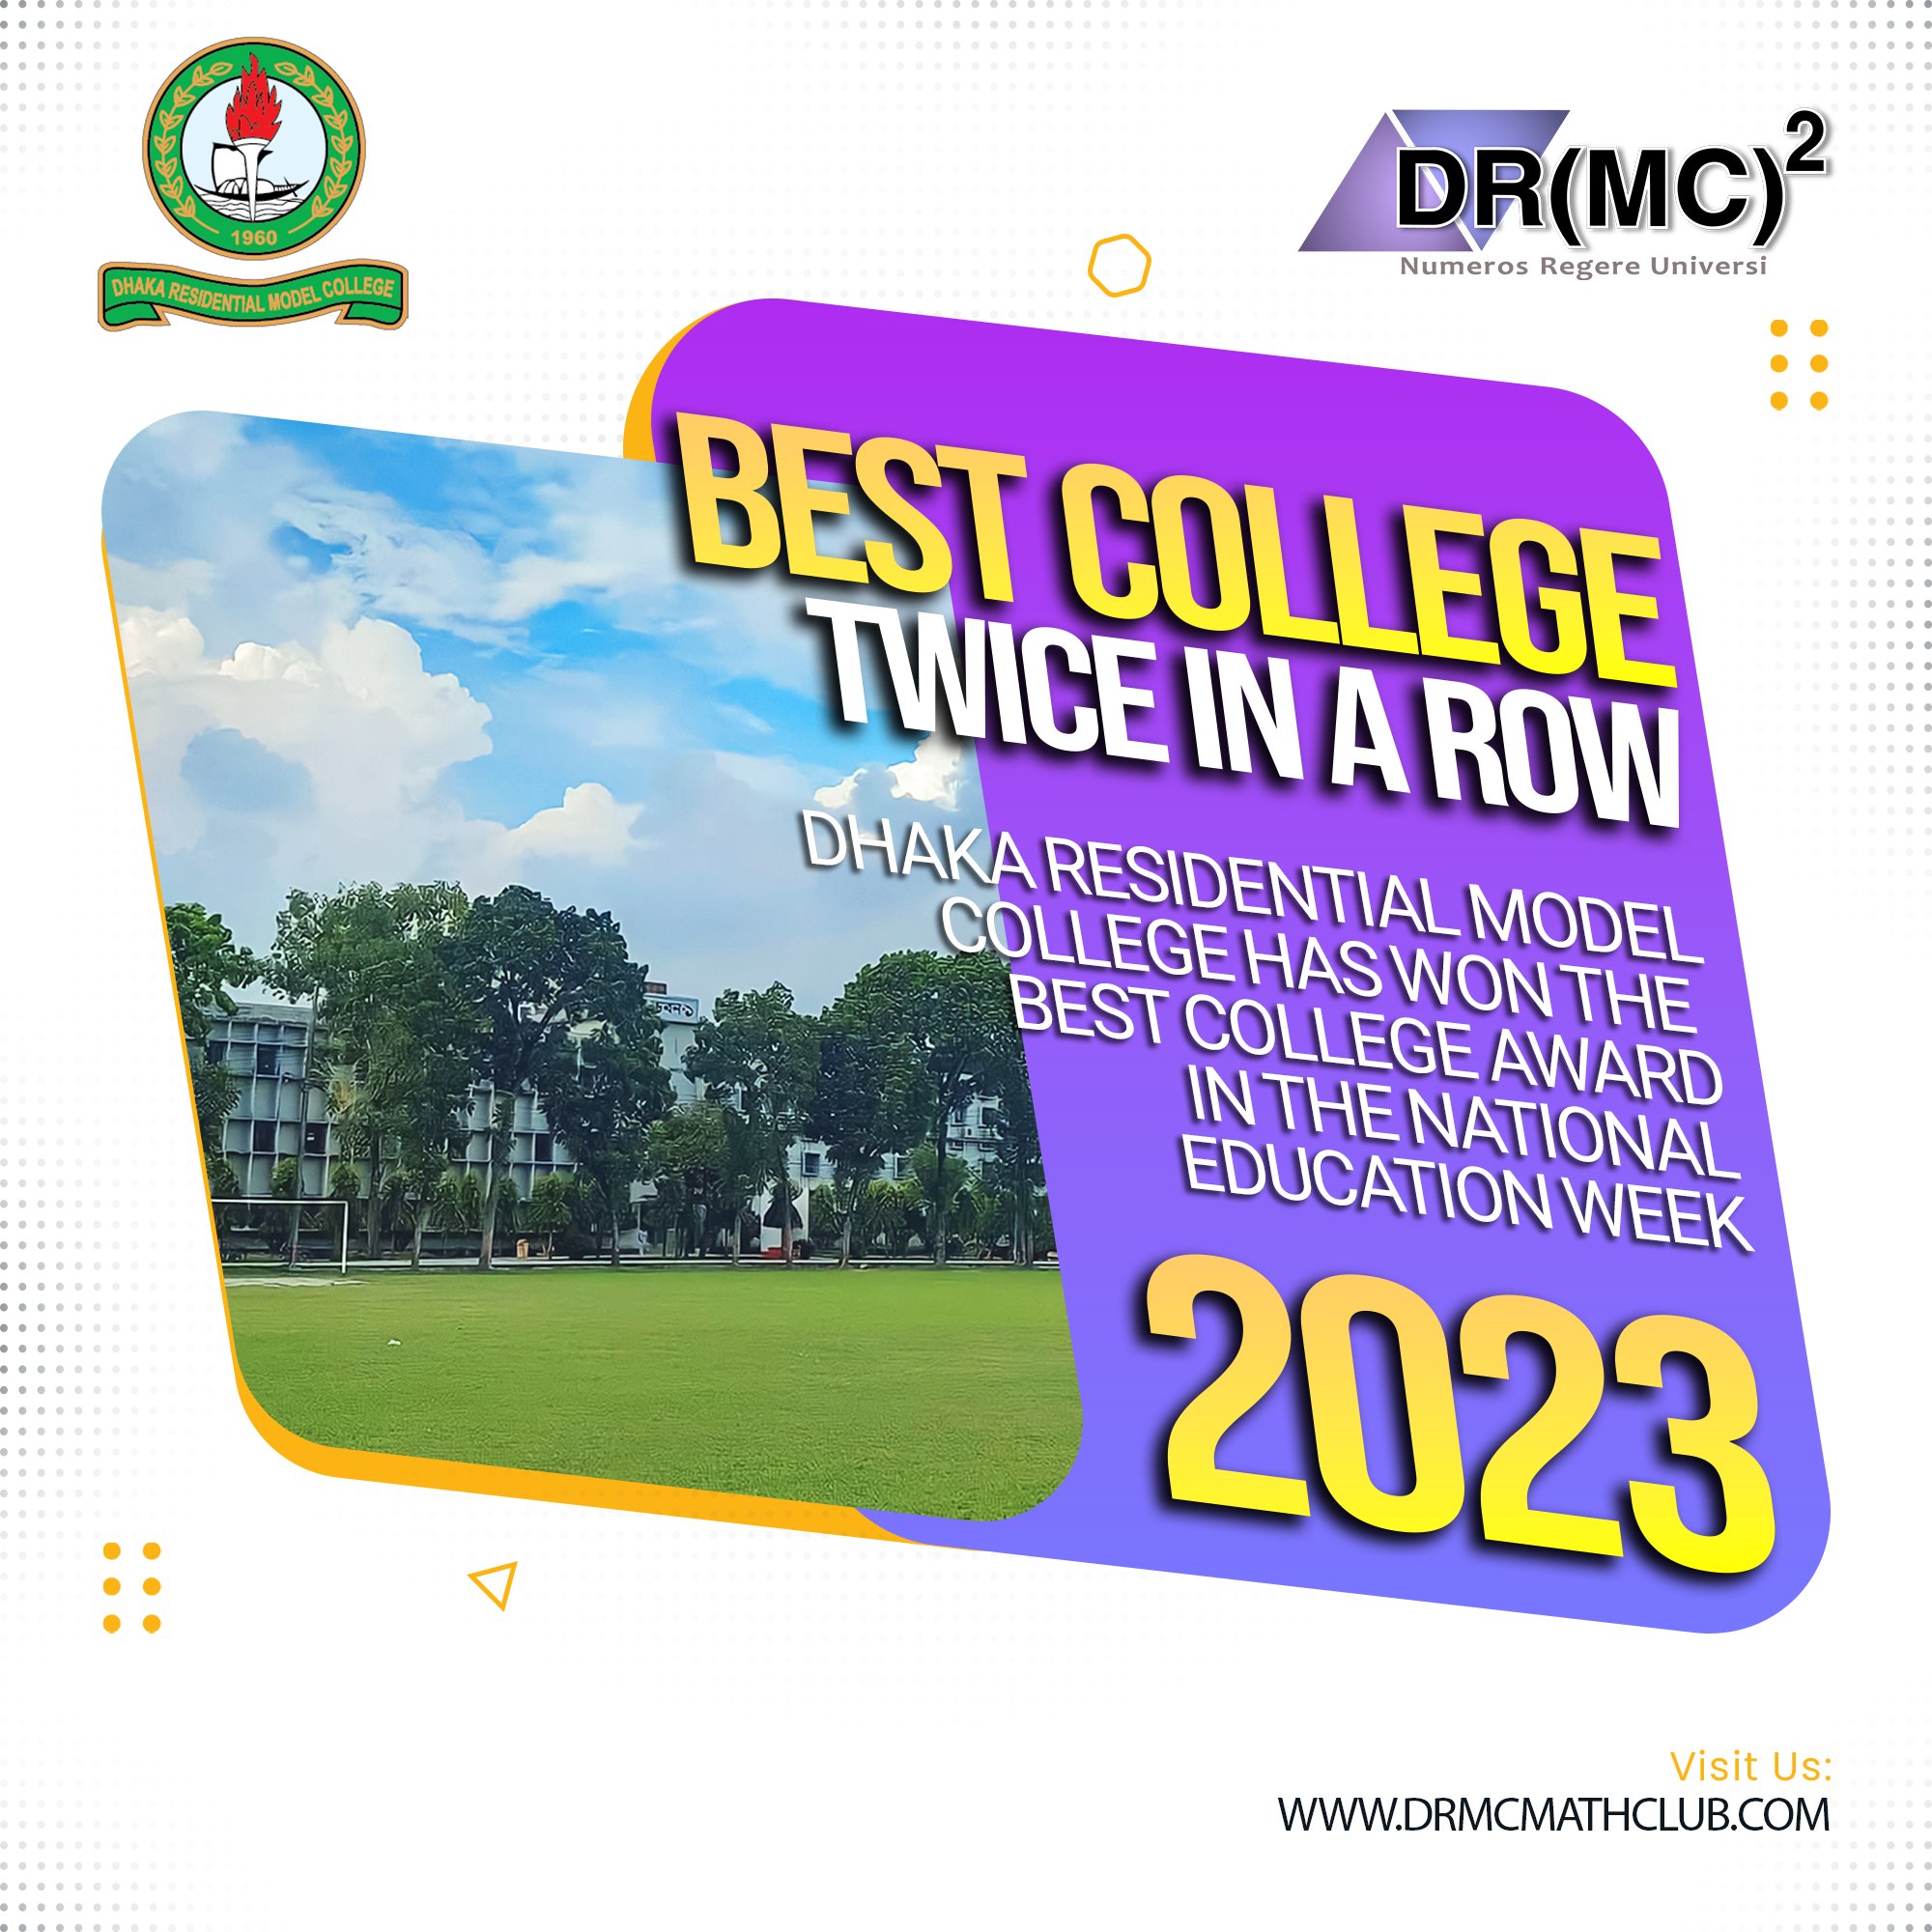 1960
DHAKA RESIDENTIAL MODEL COLLEGE
DR(MC)²
Numeros Regere Universi
BEST COLLEGE
TWICE IN A ROW
DHAKA RESIDENTIAL MODEL
COLLEGE HAS WON THE
BEST COLLEGE AWARD
IN THE NATIONAL
EDUCATION WEEK
2023
Visit Us:
WWW.DRMCMATHCLUB.COM